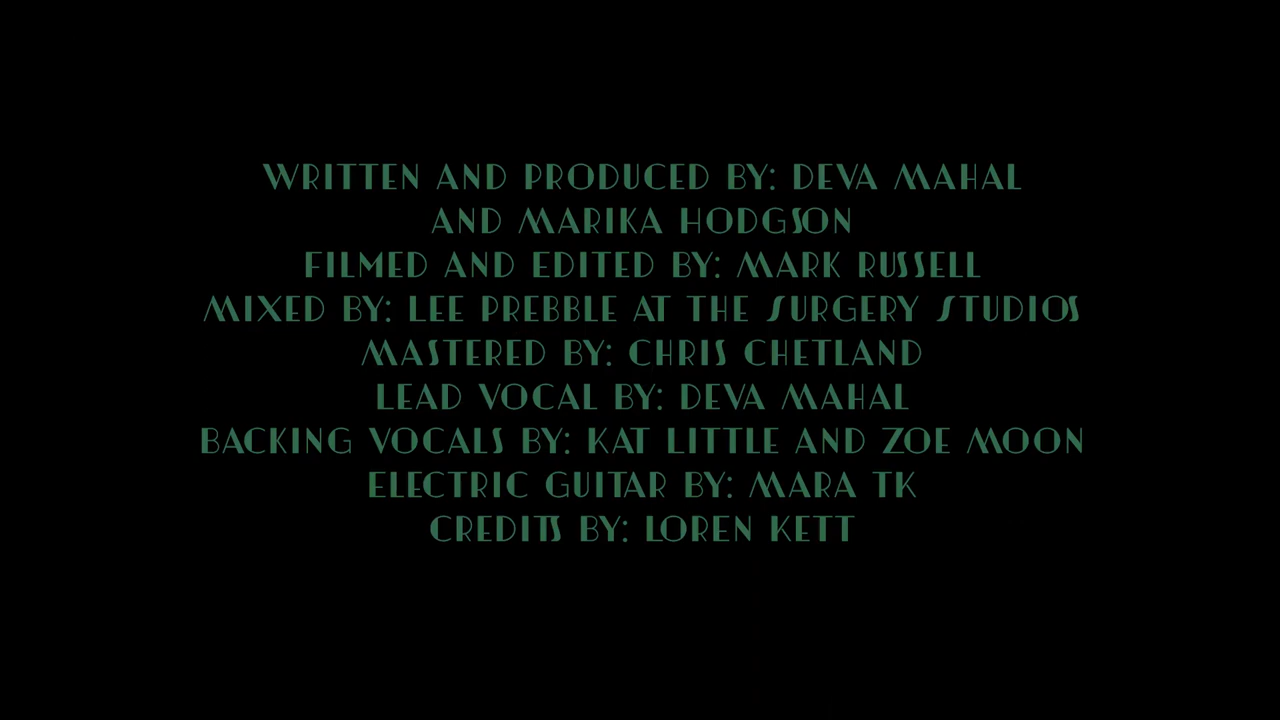 WRITTEN AND PRODUCED BY: DEVA MAHAL
AND MARIKA HODGSON
FILMED AND EDITED BY: MARK RUSSELL
MIXED BY: LEE PREBBLE AT THE SURGERY STUDIOS
MASTERED BY: CHRIS CHETLAND
LEAD VOCAL BY: DEVA MAHAL
BACKING VOCALS BY: KAT LITTLE AND ZOE MOON
ELECTRIC GUITAR BY: MARA TK
CREDITS BY: LOREN KETT